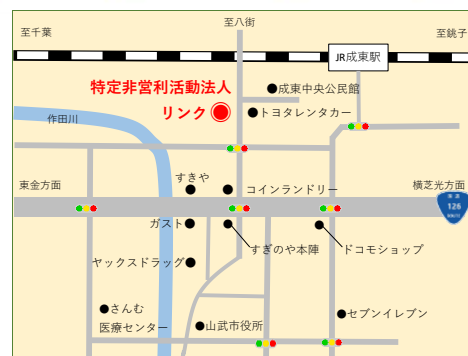 至八街
至千葉
至銚子
JR成東駅
特定非営利活動法人
リンク
成東中央公民館
トヨタレンタカー
作田川
すきや
コインランドリー
東金方面
横芝光方面
126
ガスト
すぎのや本陣
ドコモショップ
ヤックスドラッグ
さんむ
医療センター
山武市役所
セブンイレブン